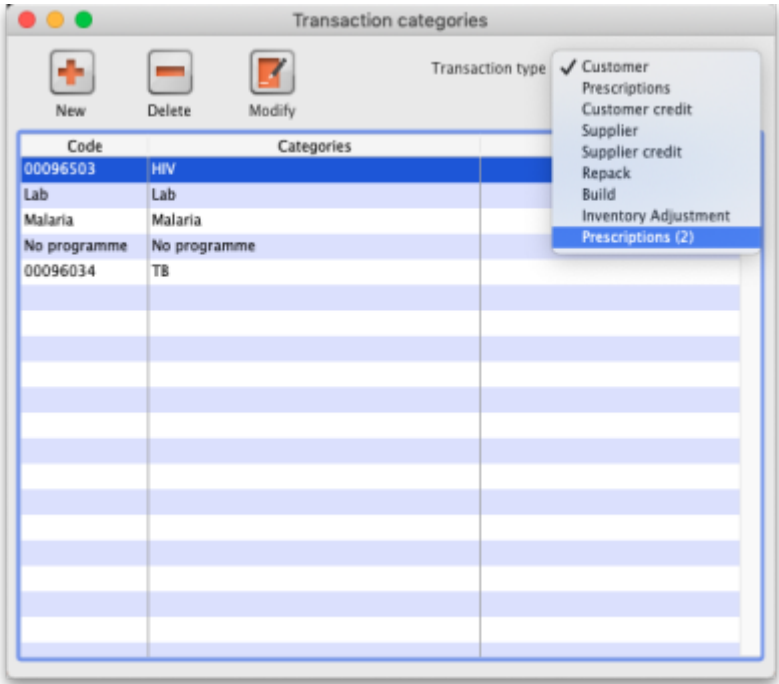 Transaction categories
New
Delete
Modify
Transaction type
✓ Customer
Prescriptions
Customer credit
Supplier
Supplier credit
Repack
Build
Inventory Adjustment
Prescriptions (2)
Code Categories
00096503 HIV
Lab Lab
Malaria Malaria
No programme No programme
00096034 TB